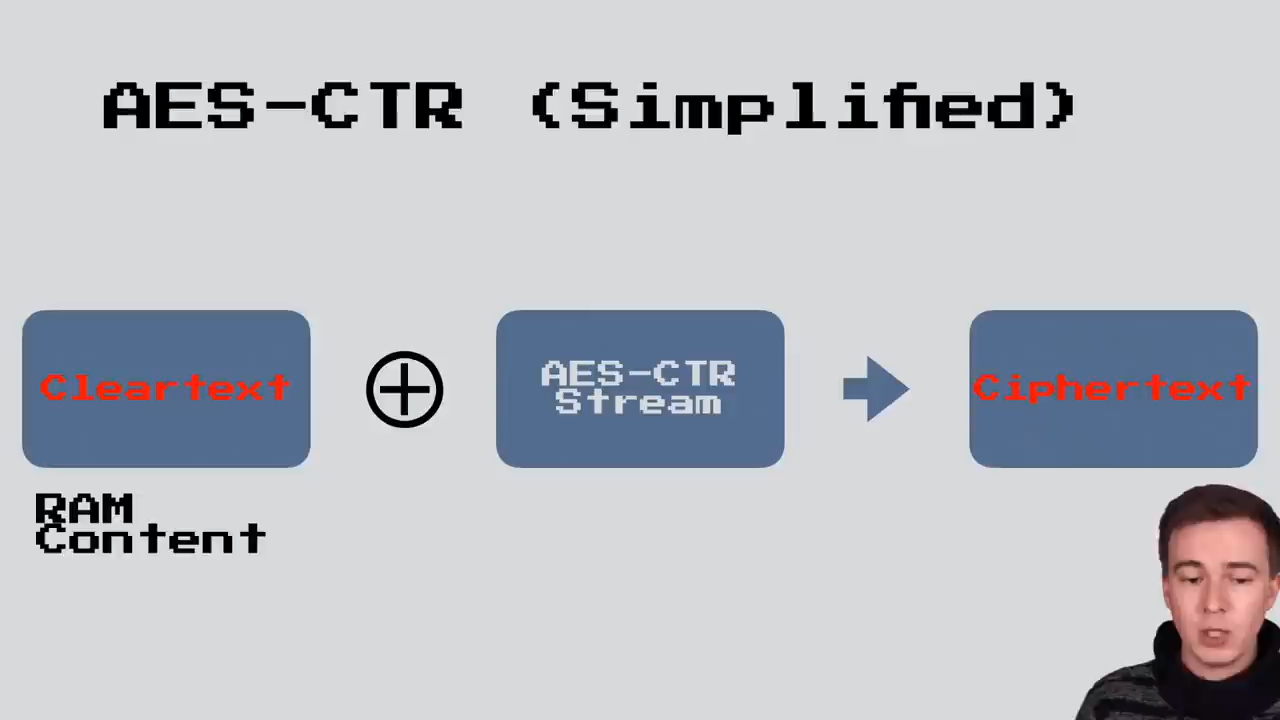 AES-CTR (Simplified)
Cleartext
AES-CTR
Stream
Ciphertext
RAM
Content